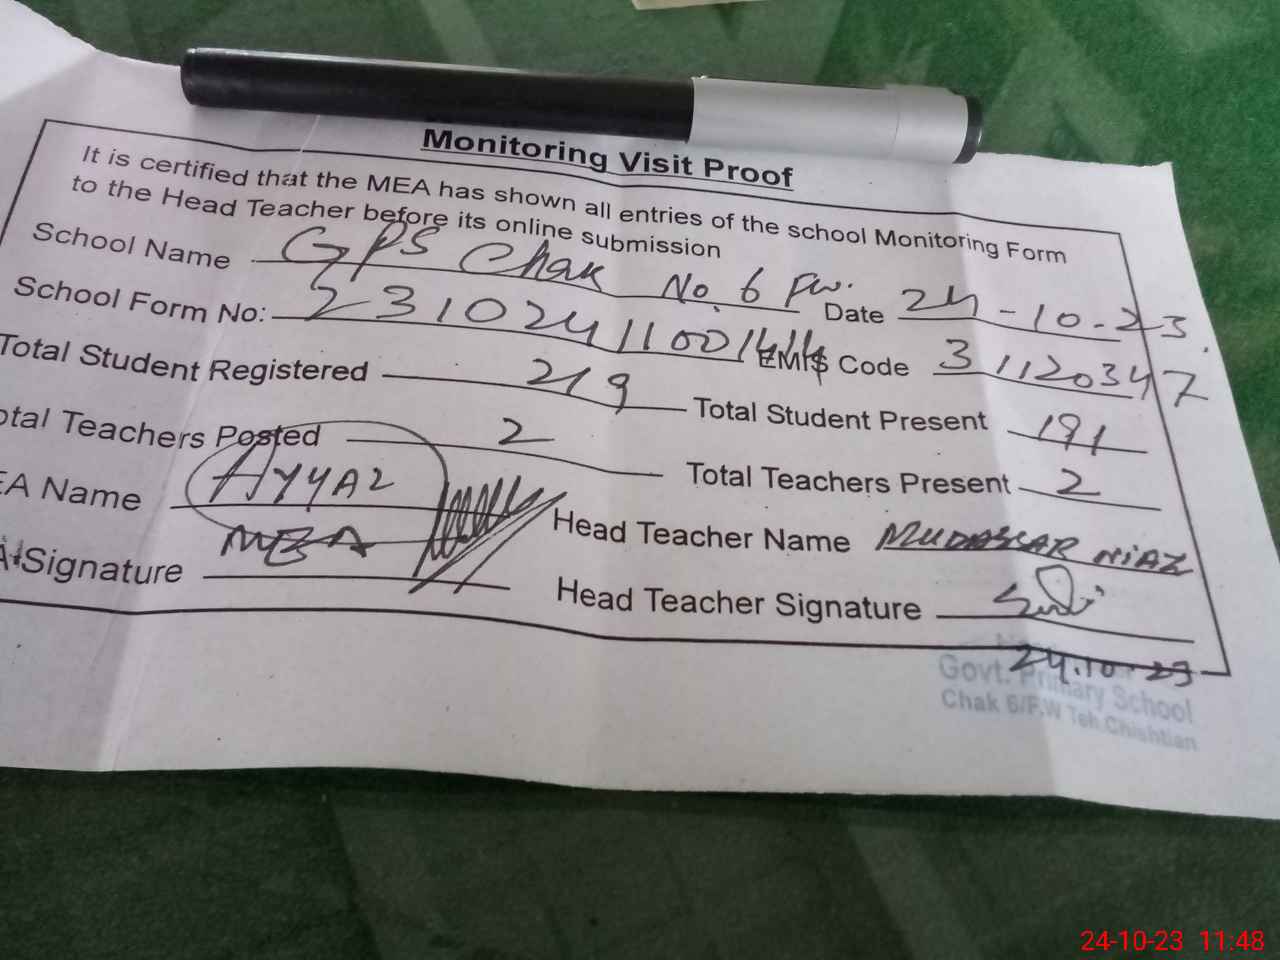 Monitoring Visit Proof
It is certified that the MEA has shown all entries of the school Monitoring Form
to the Head Teacher before its online submission
School Name GPS Chak No. 6 FW. Date 24-10-23.
School Form No: EMIS Code 31120347
Total Student Registered 219 Total Student Present 191
otal Teachers Posted 2 Total Teachers Present 2
EA Name AYYAZ Head Teacher Name MUDASSAR NIAZ
MEA
A Signature Head Teacher Signature
24.10.23
Govt. Primary School
Chak 6/F.W Teh.Chishtian
24-10-23 11:48